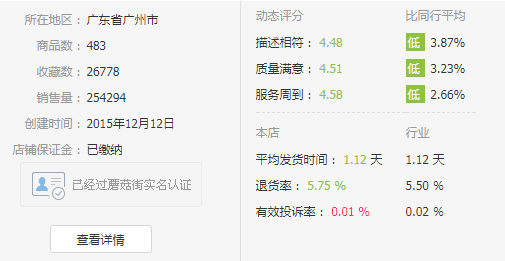 所在地区： 广东省广州市
商品数： 483
收藏数： 26778
销售量： 254294
创建时间： 2015年12月12日
店铺保证金： 已缴纳
已经过蘑菇街实名认证
查看详情
动态评分 比同行平均
描述相符： 4.48 低 3.87%
质量满意： 4.51 低 3.23%
服务周到： 4.58 低 2.66%
本店 行业
平均发货时间： 1.12 天 1.12 天
退货率： 5.75 % 5.50 %
有效投诉率： 0.01 % 0.02 %